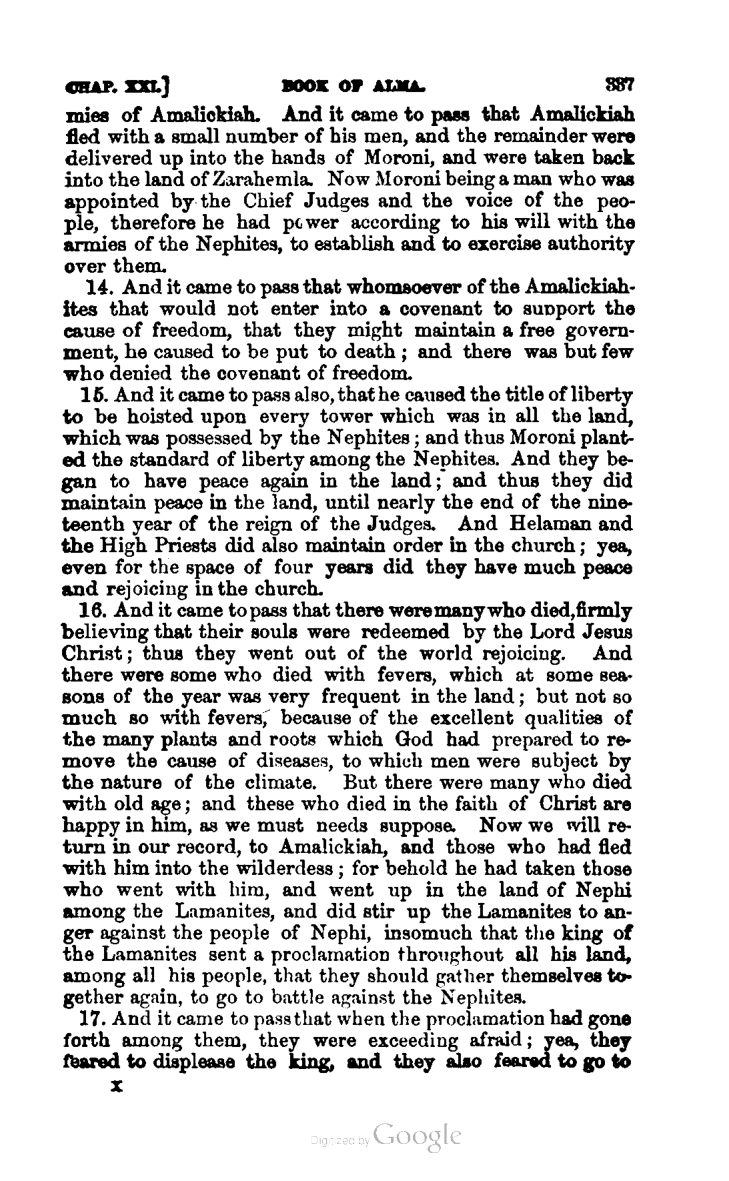 CHAP. XXI.] BOOK OF ALMA. 337
mies of Amalickiah. And it came to pass that Amalickiah
fled with a small number of his men, and the remainder were
delivered up into the hands of Moroni, and were taken back
into the land of Zarahemla. Now Moroni being a man who was
appointed by the Chief Judges and the voice of the peo-
ple, therefore he had power according to his will with the
armies of the Nephites, to establish and to exercise authority
over them.
14. And it came to pass that whomsoever of the Amalickiah-
ites that would not enter into a covenant to support the
cause of freedom, that they might maintain a free govern-
ment, he caused to be put to death; and there was but few
who denied the covenant of freedom.
15. And it came to pass also, that he caused the title of liberty
to be hoisted upon every tower which was in all the land,
which was possessed by the Nephites; and thus Moroni plant-
ed the standard of liberty among the Nephites. And they be-
gan to have peace again in the land; and thus they did
maintain peace in the land, until nearly the end of the nine-
teenth year of the reign of the Judges. And Helaman and
the High Priests did also maintain order in the church; yea,
even for the space of four years did they have much peace
and rejoicing in the church.
16. And it came to pass that there were many who died, firmly
believing that their souls were redeemed by the Lord Jesus
Christ; thus they went out of the world rejoicing. And
there were some who died with fevers, which at some sea-
sons of the year was very frequent in the land; but not so
much so with fevers, because of the excellent qualities of
the many plants and roots which God had prepared to re-
move the cause of diseases, to which men were subject by
the nature of the climate. But there were many who died
with old age; and these who died in the faith of Christ are
happy in him, as we must needs suppose. Now we will re-
turn in our record, to Amalickiah, and those who had fled
with him into the wilderdess; for behold he had taken those
who went with him, and went up in the land of Nephi
among the Lamanites, and did stir up the Lamanites to an-
ger against the people of Nephi, insomuch that the king of
the Lamanites sent a proclamation throughout all his land,
among all his people, that they should gather themselves to-
gether again, to go to battle against the Nephites.
17. And it came to pass that when the proclamation had gone
forth among them, they were exceeding afraid; yea, they
feared to displease the king, and they also feared to go to
X
Digitized by Google